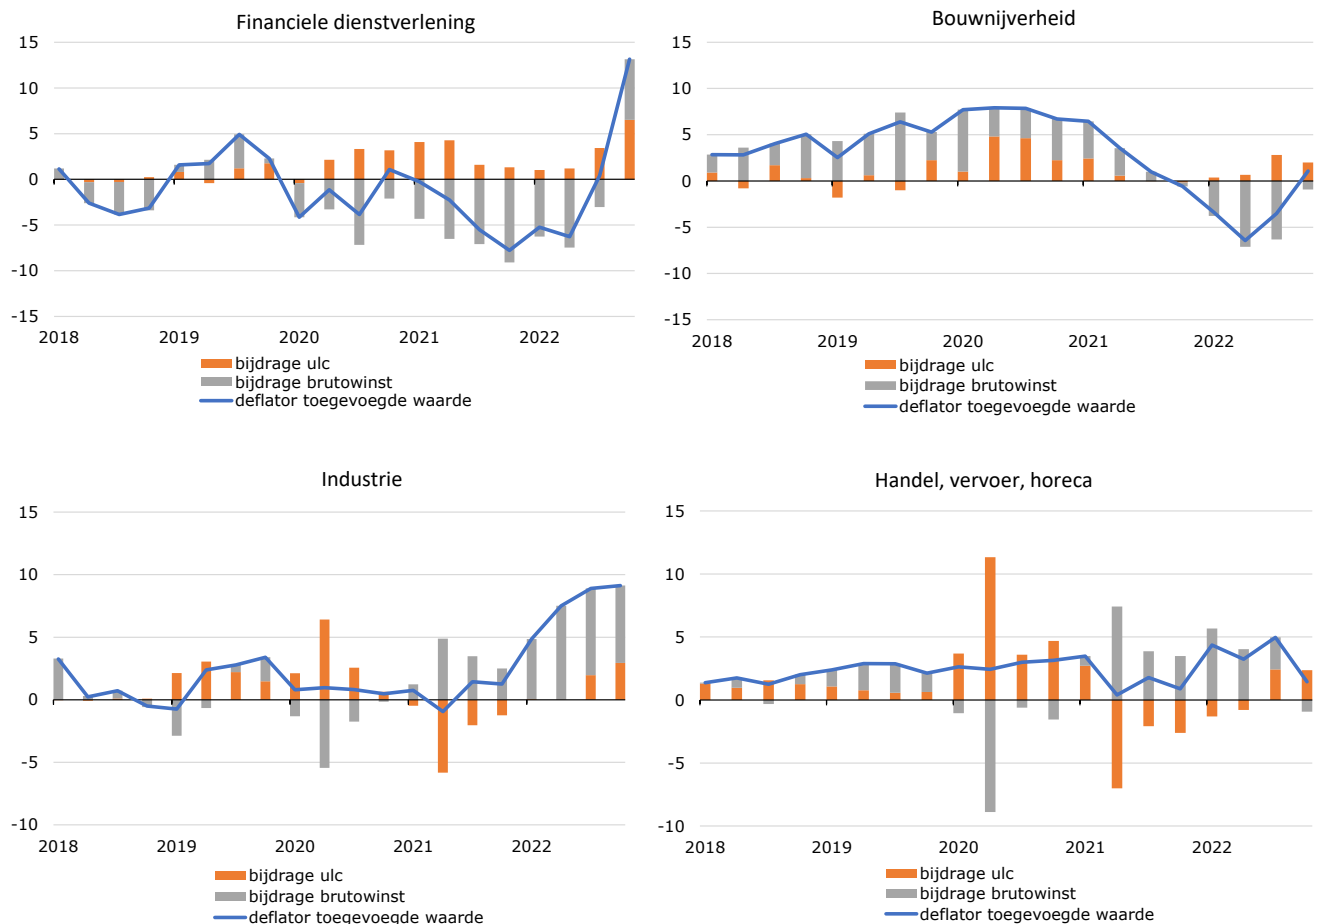 Financiele dienstverlening
15
10
5
0
-5
-10
-15
2018 2019 2020 2021 2022
bijdrage ulc
bijdrage brutowinst
deflator toegevoegde waarde
Bouwnijverheid
15
10
5
0
-5
-10
-15
2018 2019 2020 2021 2022
bijdrage ulc
bijdrage brutowinst
deflator toegevoegde waarde
Industrie
15
10
5
0
-5
-10
2018 2019 2020 2021 2022
bijdrage ulc
bijdrage brutowinst
deflator toegevoegde waarde
Handel, vervoer, horeca
15
10
5
0
-5
-10
2018 2019 2020 2021 2022
bijdrage ulc
bijdrage brutowinst
deflator toegevoegde waarde